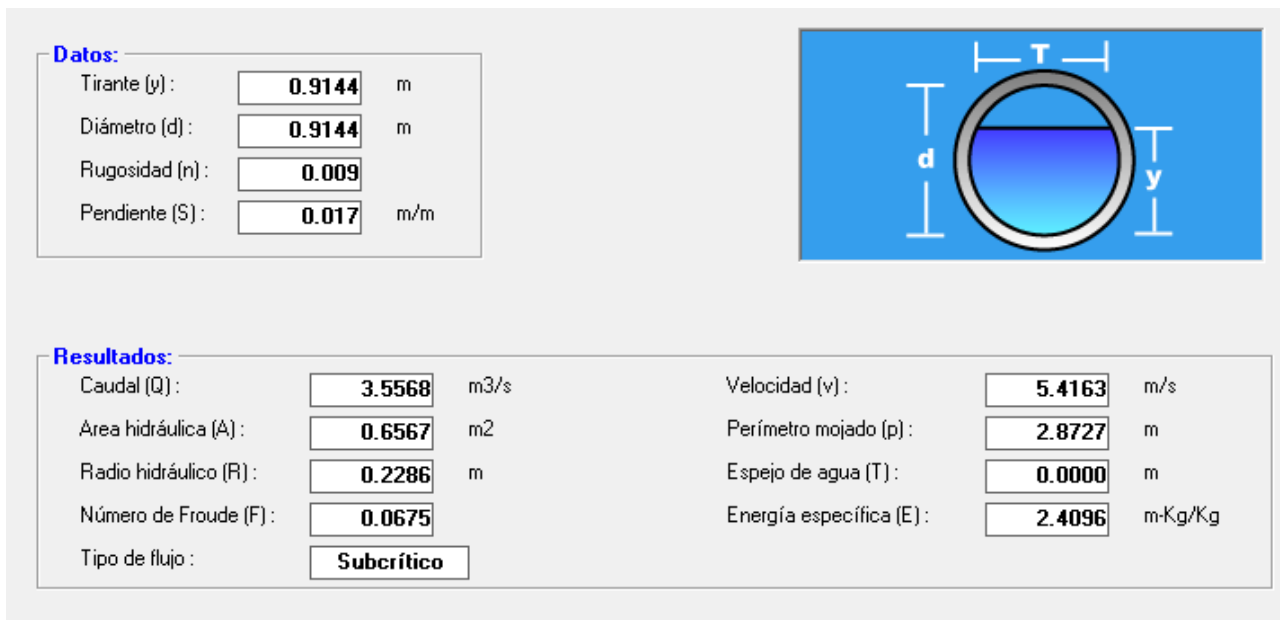 Datos:
Tirante (y) : 0.9144 m
Diámetro (d) : 0.9144 m
Rugosidad (n) : 0.009
Pendiente (S) : 0.017 m/m
T
d
y
Resultados:
Caudal (Q) : 3.5568 m3/s Velocidad (v) : 5.4163 m/s
Area hidráulica (A) : 0.6567 m2 Perímetro mojado (p) : 2.8727 m
Radio hidráulico (R) : 0.2286 m Espejo de agua (T) : 0.0000 m
Número de Froude (F) : 0.0675 Energía específica (E) : 2.4096 m-Kg/Kg
Tipo de flujo : Subcrítico